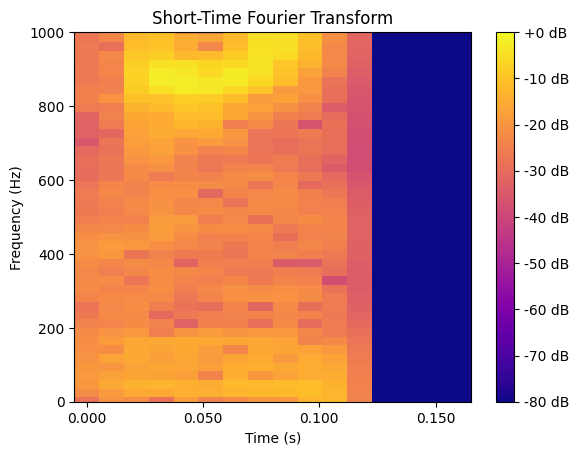 Short-Time Fourier Transform
Frequency (Hz)
1000
800
600
400
200
0
0.000
0.050
0.100
0.150
Time (s)
+0 dB
-10 dB
-20 dB
-30 dB
-40 dB
-50 dB
-60 dB
-70 dB
-80 dB